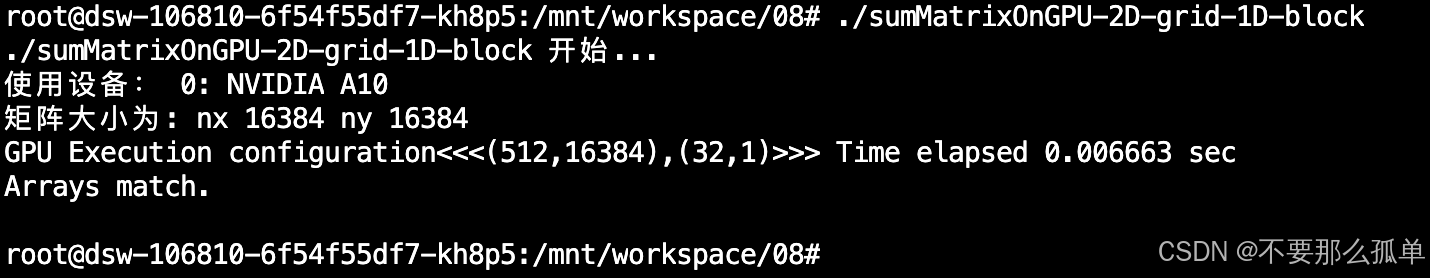 root@dsw-106810-6f54f55df7-kh8p5:/mnt/workspace/08# ./sumMatrixOnGPU-2D-grid-1D-block
./sumMatrixOnGPU-2D-grid-1D-block 开始...
使用设备： 0: NVIDIA A10
矩阵大小为: nx 16384 ny 16384
GPU Execution configuration<<<(512,16384),(32,1)>>> Time elapsed 0.006663 sec
Arrays match.
root@dsw-106810-6f54f55df7-kh8p5:/mnt/workspace/08#
CSDN @不要那么孤单